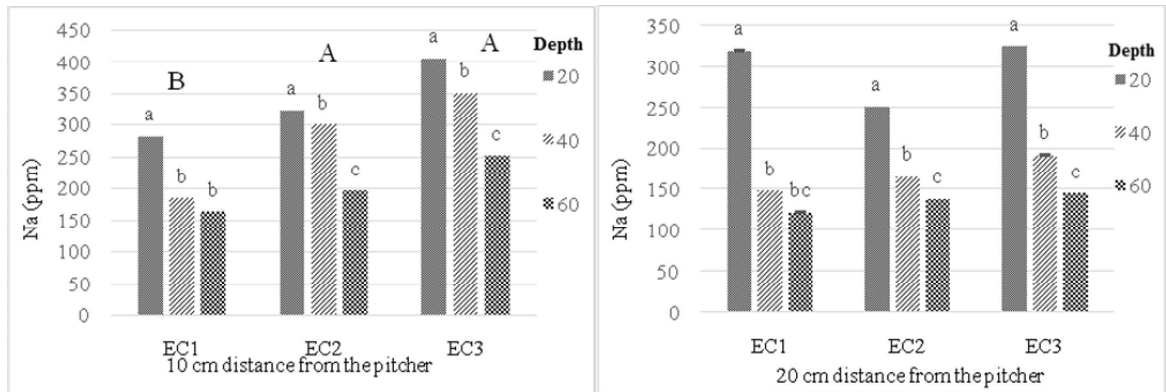 450
400
350
300
250
200
150
100
50
0
Na (ppm)
a
b
b
B
a
b
c
A
a
b
c
A
EC1 EC2 EC3
10 cm distance from the pitcher
Depth
20
40
60
350
300
250
200
150
100
50
0
Na (ppm)
a
b
bc
a
b
c
a
b
c
EC1 EC2 EC3
20 cm distance from the pitcher
Depth
20
40
60